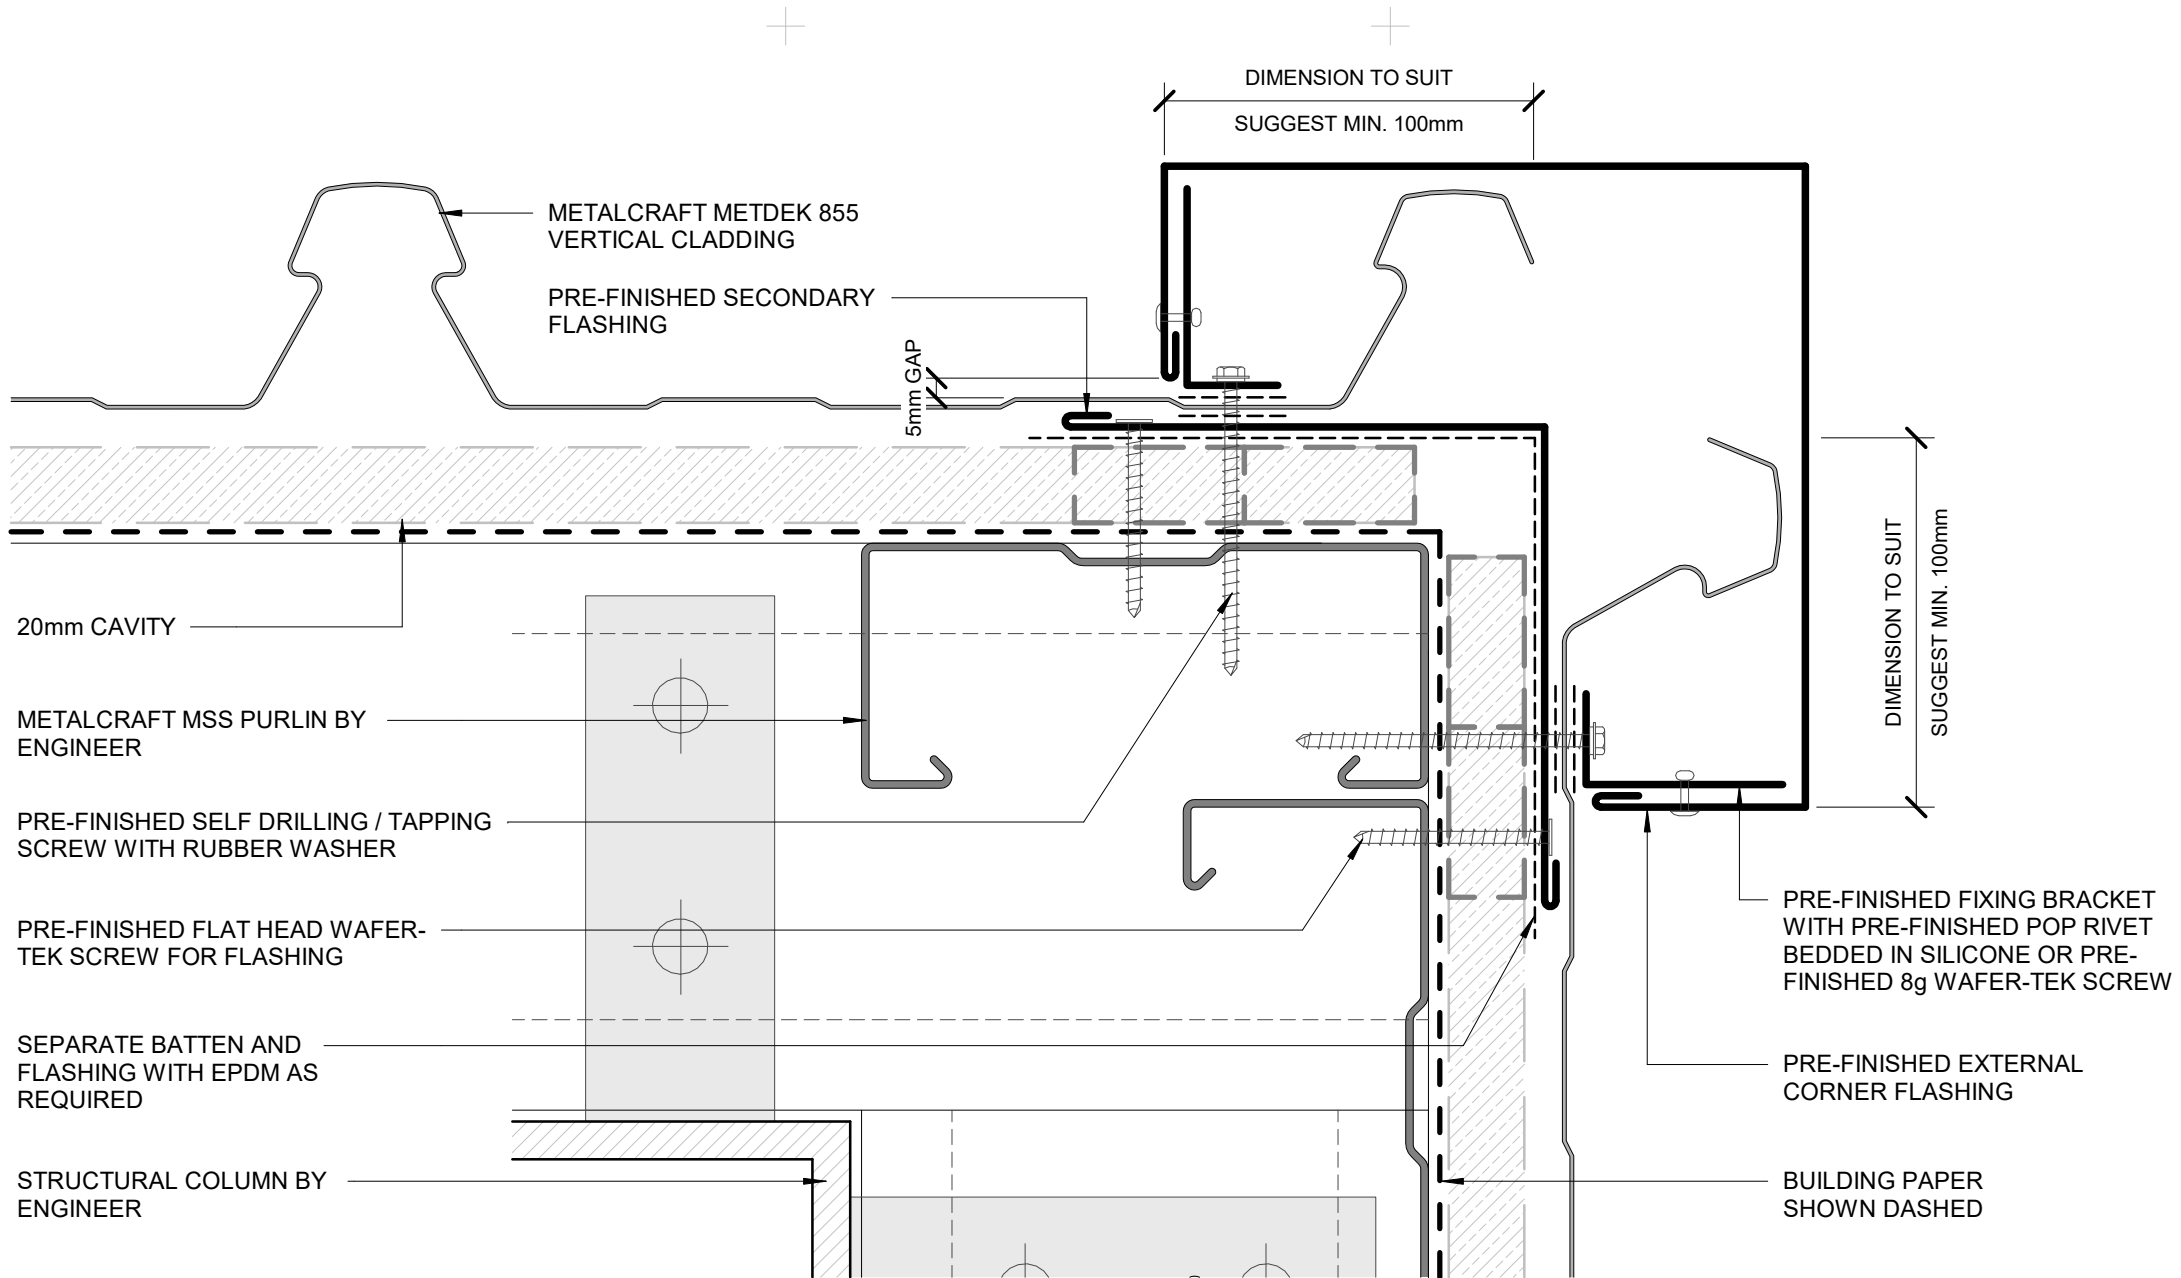 DIMENSION TO SUIT
SUGGEST MIN. 100mm
METALCRAFT METDEK 855
VERTICAL CLADDING
PRE-FINISHED SECONDARY
FLASHING
5mm GAP
20mm CAVITY
METALCRAFT MSS PURLIN BY
ENGINEER
PRE-FINISHED SELF DRILLING / TAPPING
SCREW WITH RUBBER WASHER
PRE-FINISHED FLAT HEAD WAFER-
TEK SCREW FOR FLASHING
SEPARATE BATTEN AND
FLASHING WITH EPDM AS
REQUIRED
STRUCTURAL COLUMN BY
ENGINEER
DIMENSION TO SUIT
SUGGEST MIN. 100mm
PRE-FINISHED FIXING BRACKET
WITH PRE-FINISHED POP RIVET
BEDDED IN SILICONE OR PRE-
FINISHED 8g WAFER-TEK SCREW
PRE-FINISHED EXTERNAL
CORNER FLASHING
BUILDING PAPER
SHOWN DASHED